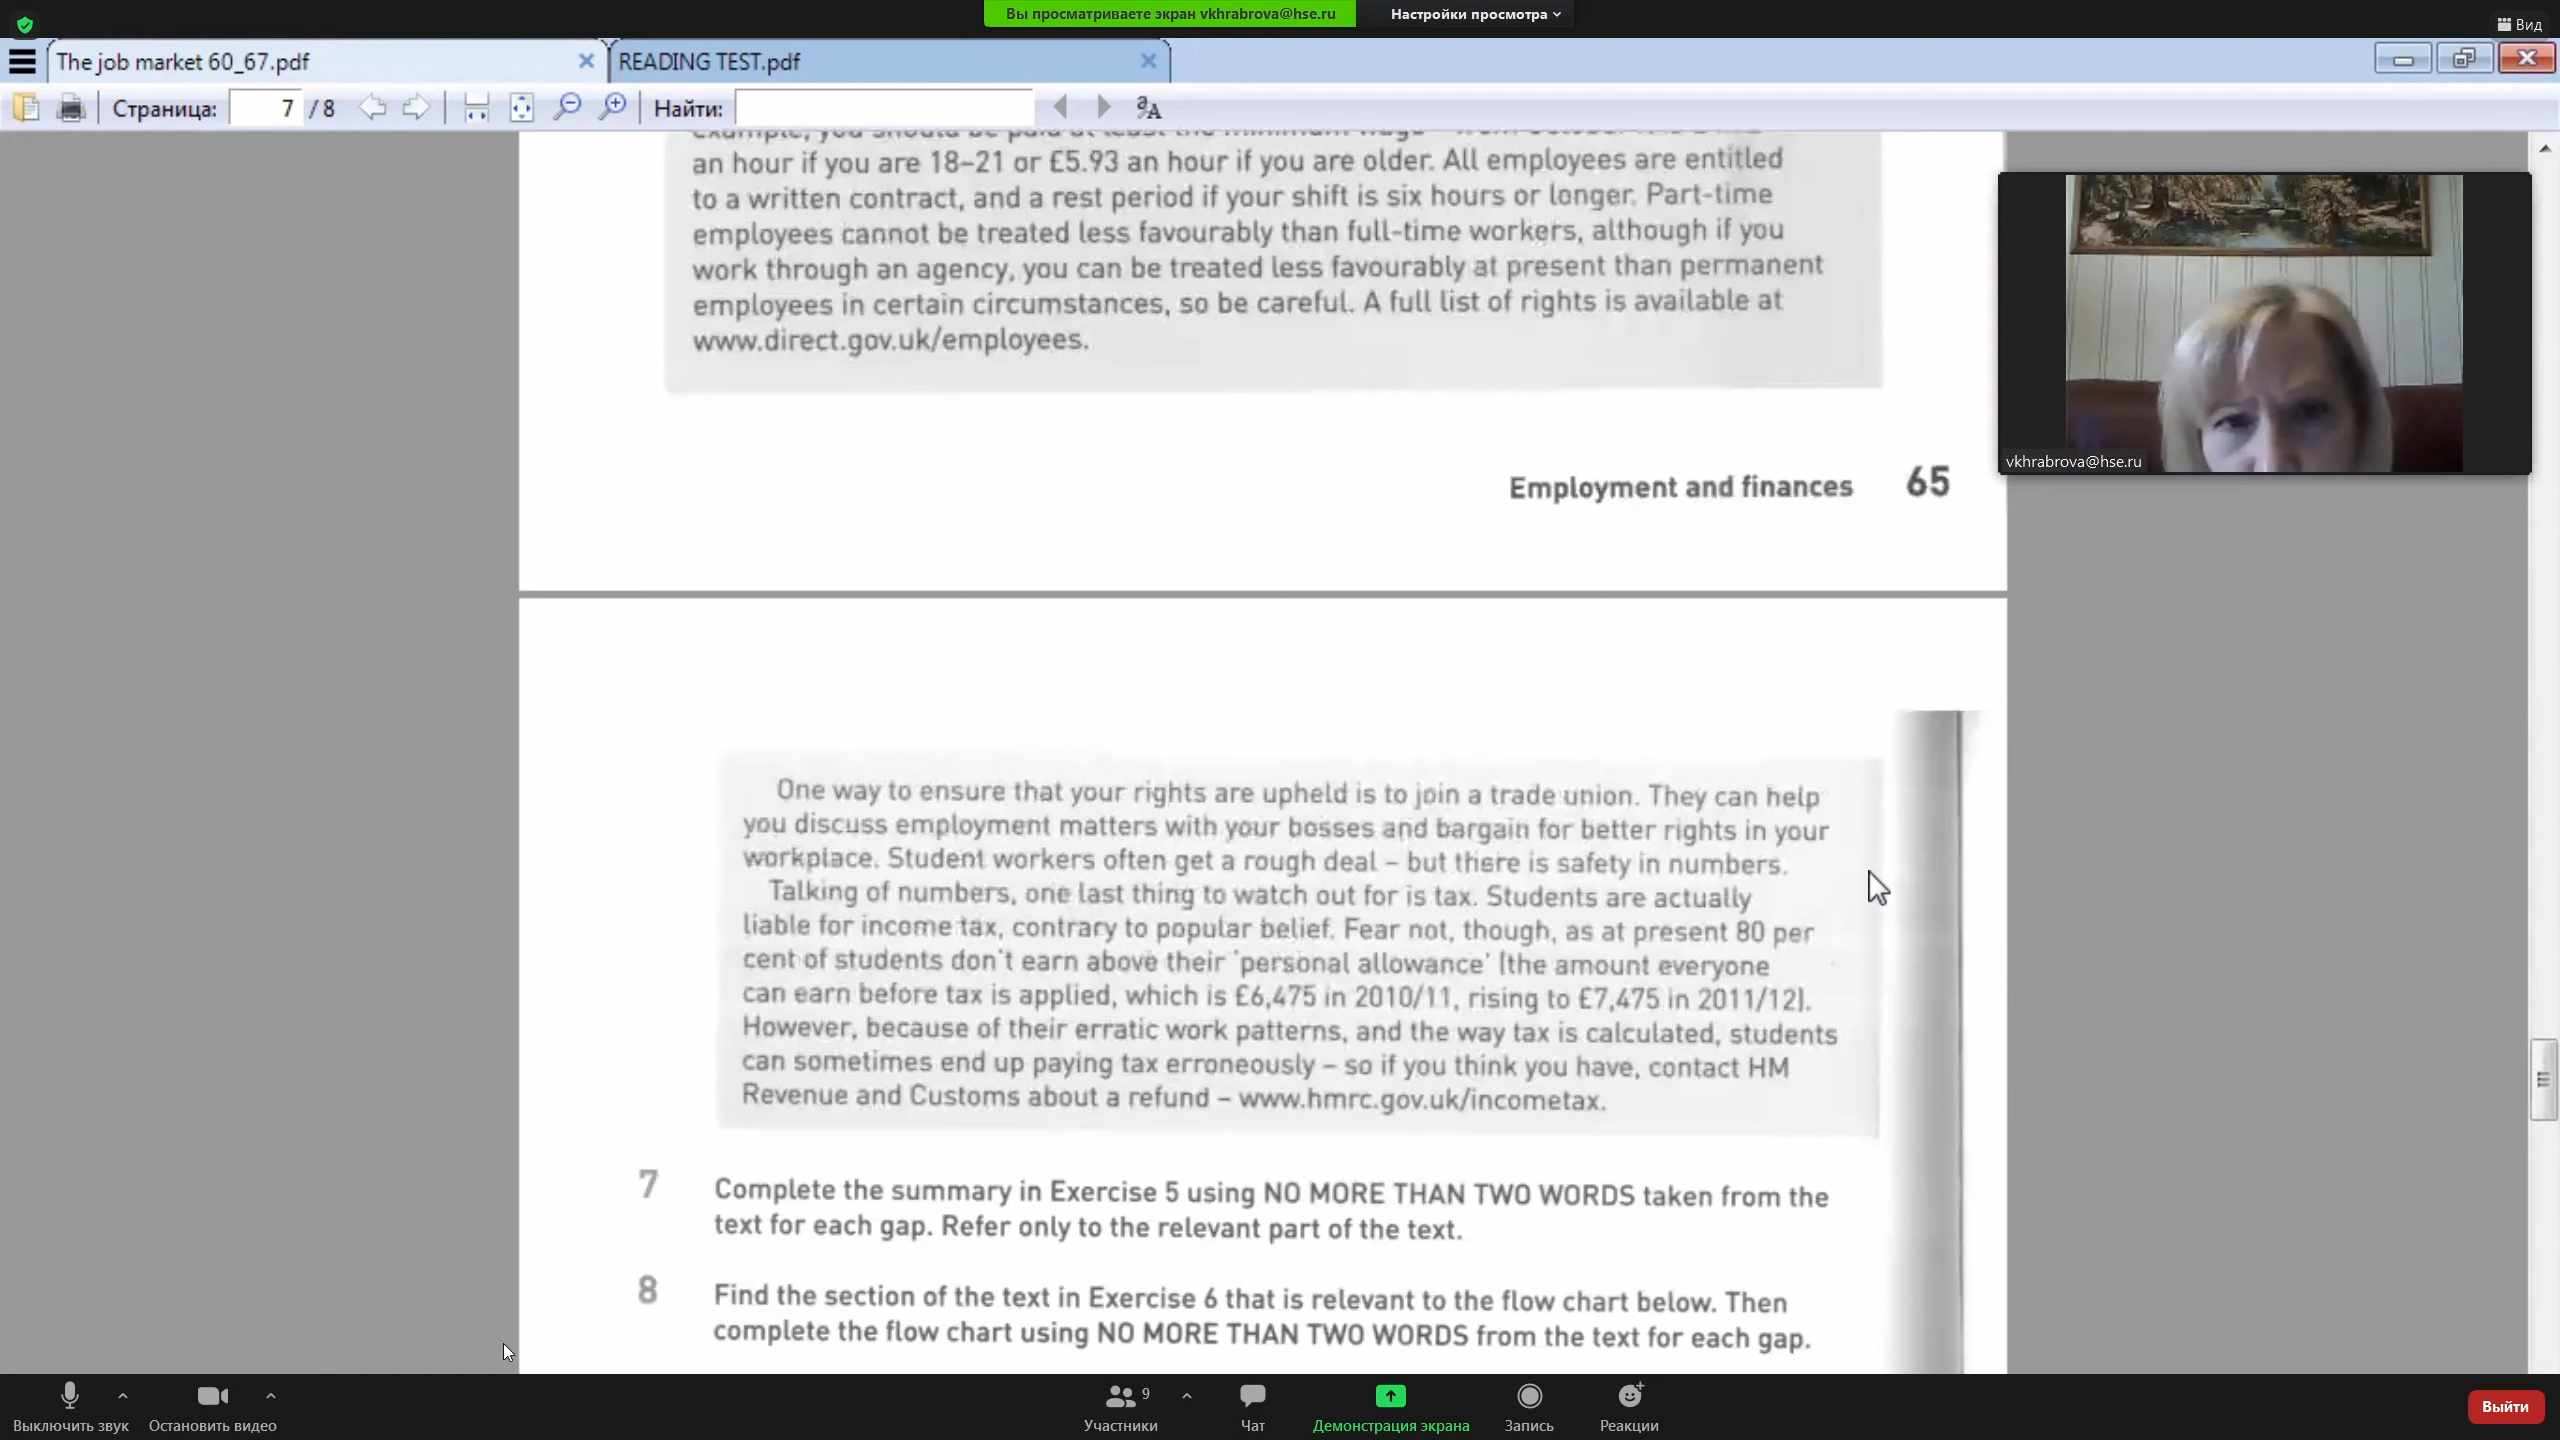 Вы просматриваете экран vkhrabrova@hse.ru
Настройки просмотра
Вид
The job market 60_67.pdf
READING TEST.pdf
Страница: 7 / 8
Найти:
example, you should be paid at least the minimum wage
an hour if you are 18–21 or £5.93 an hour if you are older. All employees are entitled
to a written contract, and a rest period if your shift is six hours or longer. Part-time
employees cannot be treated less favourably than full-time workers, although if you
work through an agency, you can be treated less favourably at present than permanent
employees in certain circumstances, so be careful. A full list of rights is available at
www.direct.gov.uk/employees.
vkhrabrova@hse.ru
Employment and finances 65
One way to ensure that your rights are upheld is to join a trade union. They can help
you discuss employment matters with your bosses and bargain for better rights in your
workplace. Student workers often get a rough deal – but there is safety in numbers.
Talking of numbers, one last thing to watch out for is tax. Students are actually
liable for income tax, contrary to popular belief. Fear not, though, as at present 80 per
cent of students don't earn above their 'personal allowance' (the amount everyone
can earn before tax is applied, which is £6,475 in 2010/11, rising to £7,475 in 2011/12).
However, because of their erratic work patterns, and the way tax is calculated, students
can sometimes end up paying tax erroneously – so if you think you have, contact HM
Revenue and Customs about a refund – www.hmrc.gov.uk/incometax.
7 Complete the summary in Exercise 5 using NO MORE THAN TWO WORDS taken from the
text for each gap. Refer only to the relevant part of the text.
8 Find the section of the text in Exercise 6 that is relevant to the flow chart below. Then
complete the flow chart using NO MORE THAN TWO WORDS from the text for each gap.
Выключить звук
Остановить видео
Участники 9
Чат
Демонстрация экрана
Запись
Реакции
Выйти